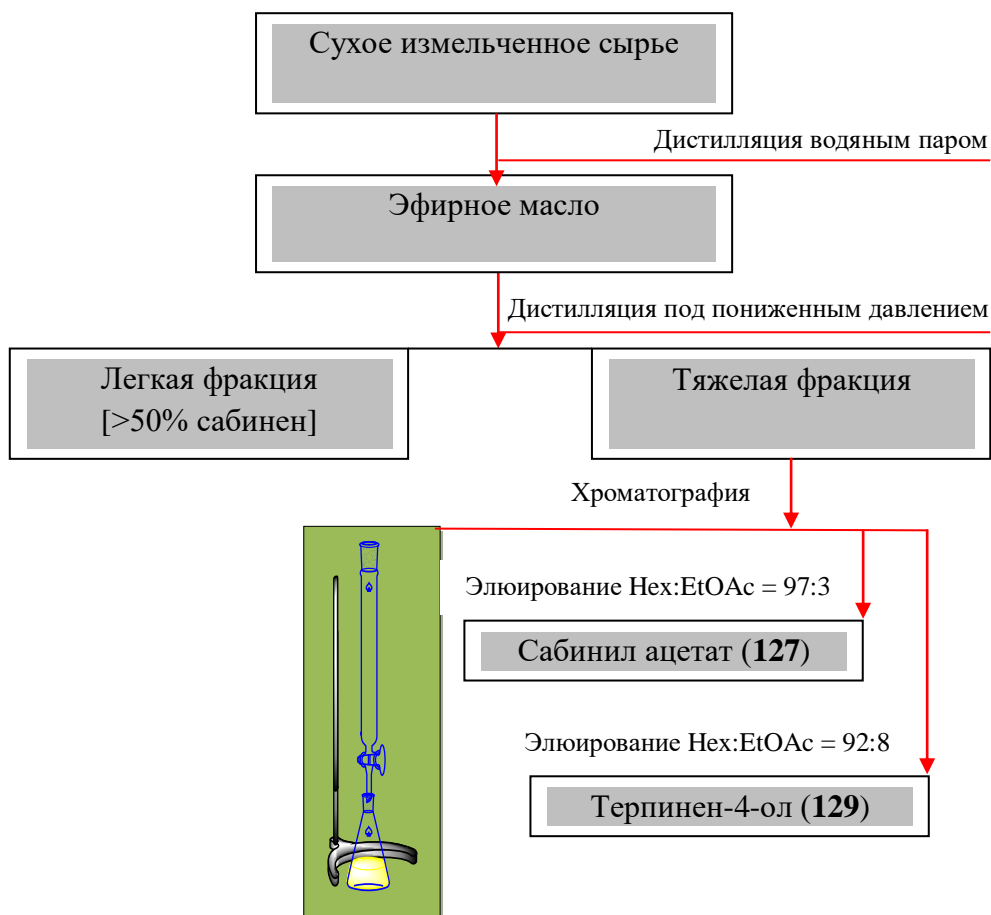 Сухое измельченное сырье
Дистилляция водяным паром
Эфирное масло
Дистилляция под пониженным давлением
Легкая фракция
[>50% сабинен]
Тяжелая фракция
Хроматография
Элюирование Hex:EtOAc = 97:3
Сабинил ацетат (127)
Элюирование Hex:EtOAc = 92:8
Терпинен-4-ол (129)